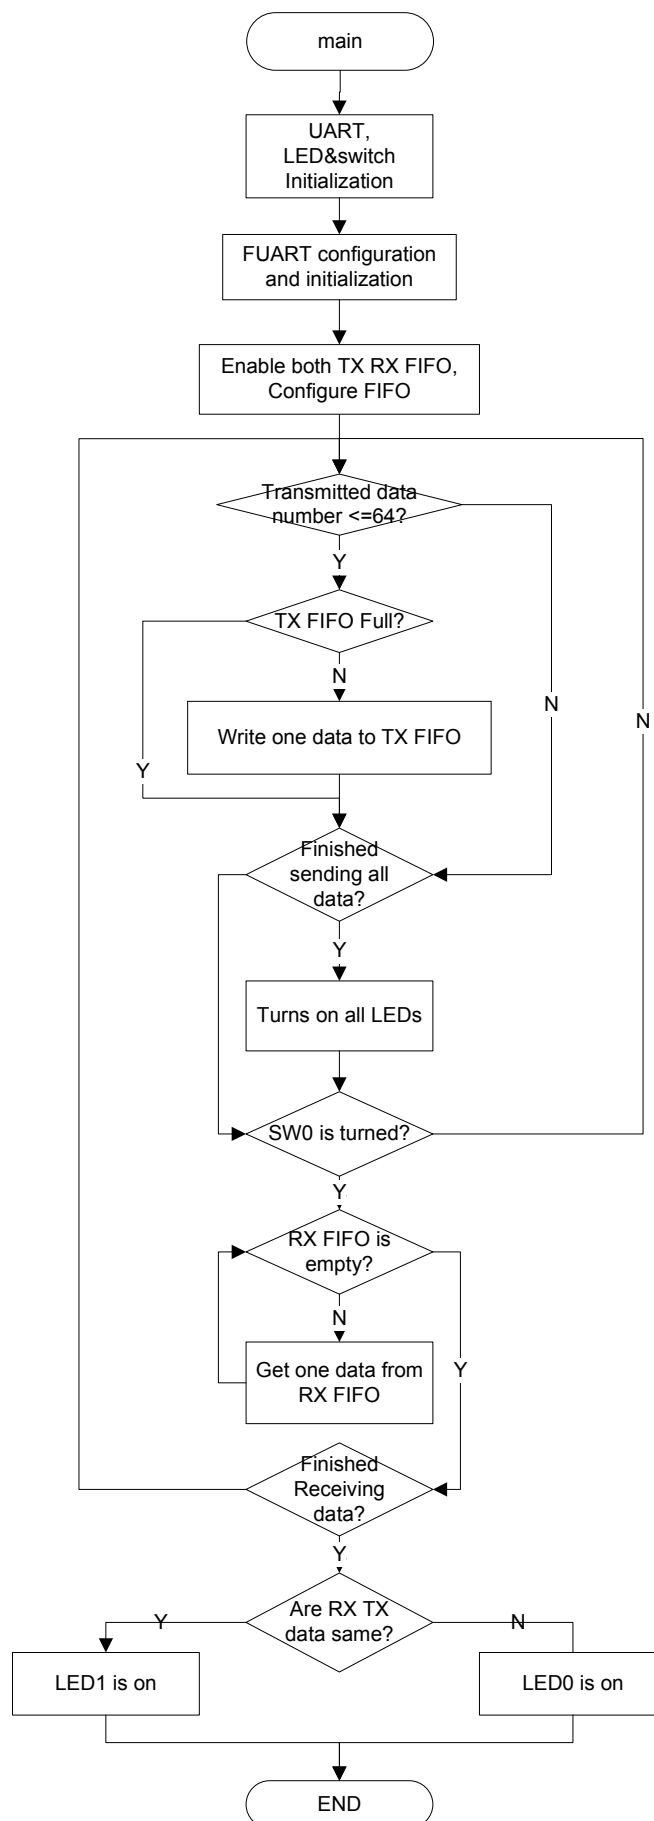 main
UART,
LED&switch
Initialization
FUART configuration
and initialization
Enable both TX RX FIFO,
Configure FIFO
Transmitted data
number <=64?
Y
TX FIFO Full?
N
N
N
Write one data to TX FIFO
Y
Finished
sending all
data?
Y
Turns on all LEDs
SW0 is turned?
Y
RX FIFO is
empty?
N
Y
Get one data from
RX FIFO
Finished
Receiving
data?
Y
Are RX TX
data same?
Y
N
LED1 is on
LED0 is on
END